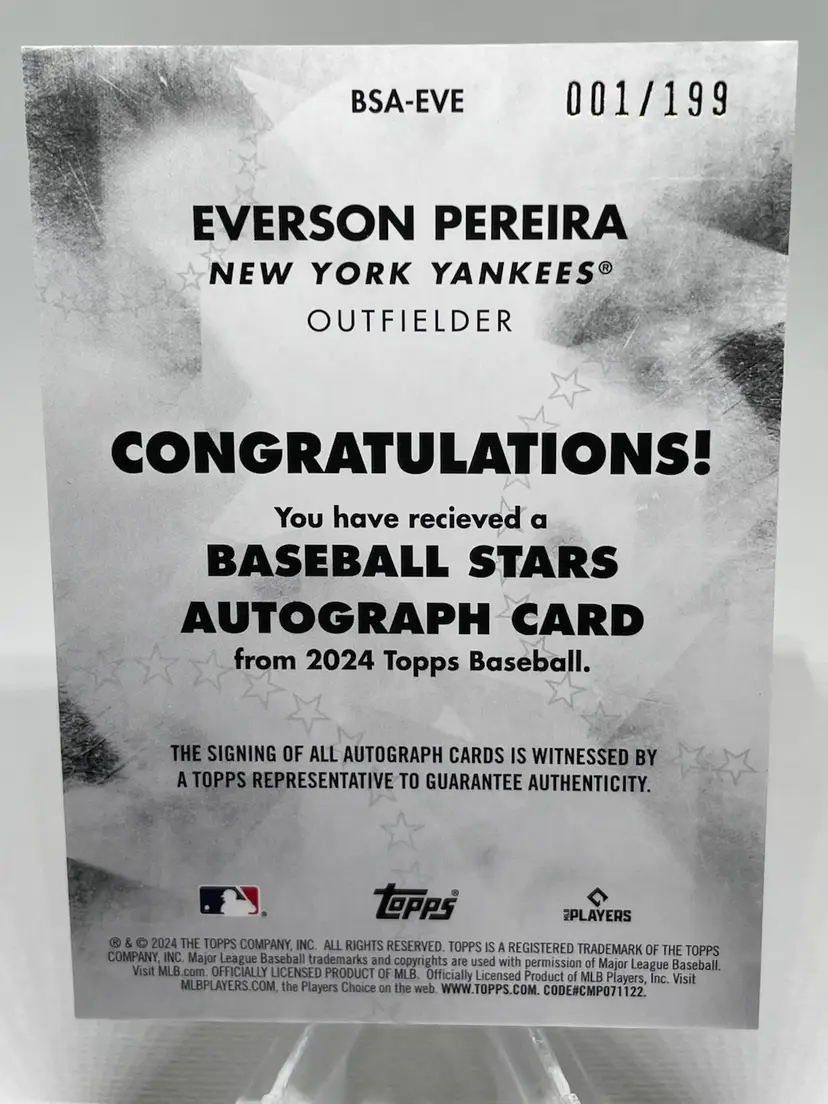 BSA-EVE 001/199
EVERSON PEREIRA
NEW YORK YANKEES®
OUTFIELDER
CONGRATULATIONS!
You have recieved a
BASEBALL STARS
AUTOGRAPH CARD
from 2024 Topps Baseball.
THE SIGNING OF ALL AUTOGRAPH CARDS IS WITNESSED BY
A TOPPS REPRESENTATIVE TO GUARANTEE AUTHENTICITY.
topps® MLB PLAYERS
® & © 2024 THE TOPPS COMPANY, INC. ALL RIGHTS RESERVED. TOPPS IS A REGISTERED TRADEMARK OF THE TOPPS
COMPANY, INC. Major League Baseball trademarks and copyrights are used with permission of Major League Baseball.
Visit MLB.com. OFFICIALLY LICENSED PRODUCT OF MLB. Officially Licensed Product of MLB Players, Inc. Visit
MLBPLAYERS.COM, the Players Choice on the web. WWW.TOPPS.COM. CODE#CMP071122.